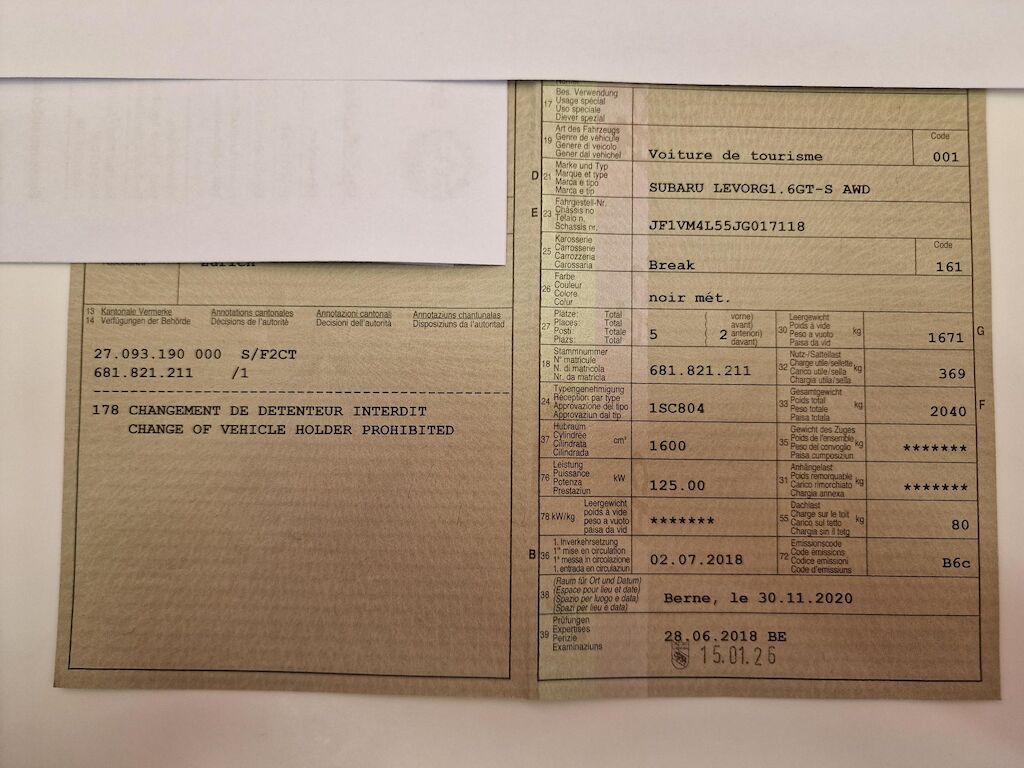 13 Kantonale Vermerke Annotations cantonales Annotazioni cantonali Annotaziuns chantunalas
14 Verfügungen der Behörde Décisions de l'autorité Decisioni dell'autorità Disposiziuns da l'autoritad
27.093.190 000 S/F2CT
681.821.211 /1
178 CHANGEMENT DE DETENTEUR INTERDIT
CHANGE OF VEHICLE HOLDER PROHIBITED
17 Bes. Verwendung
Usage spécial
Uso speciale
Diever spezial
19 Art des Fahrzeugs
Genre de véhicule
Genere di veicolo
Gener dal vehichel
Voiture de tourisme
Code
001
D 21 Marke und Typ
Marque et type
Marca e tipo
Marca e tip
SUBARU LEVORG1.6GT-S AWD
E 23 Fahrgestell-Nr.
Châssis no
Telaio n.
Schassis nr.
JF1VM4L55JG017118
25 Karosserie
Carrosserie
Carrozzeria
Carossaria
Break
Code
161
26 Farbe
Couleur
Colore
Colur
noir mét.
27 Plätze: Total
Places: Total
Posti: Totale
Plazs: Total
5
vorne)
avant)
2 anteriori)
davant)
30 Leergewicht
Poids à vide
Peso a vuoto
Paisa da vid
kg
1671
G
18 Stammnummer
N° matricule
N. di matricola
Nr. da matricla
681.821.211
32 Nutz-/Sattellast
Charge utile/sellette
Carico utile/sella
Chargia utila/sella
kg
369
24 Typengenehmigung
Réception par type
Approvazione del tipo
Approvaziun dal tip
1SC804
33 Gesamtgewicht
Poids total
Peso totale
Paisa totala
kg
2040
F
37 Hubraum
Cylindrée
Cilindrata
Cilindrada
cm³
1600
35 Gewicht des Zuges
Poids de l'ensemble
Peso del convoglio
Paisa cumposiziun
kg
*******
76 Leistung
Puissance
Potenza
Prestaziun
kW
125.00
31 Anhängelast
Poids remorquable
Carico rimorchiato
Chargia annexa
kg
*******
78 kW/kg Leergewicht
poids à vide
peso a vuoto
paisa da vid
*******
55 Dachlast
Charge sur le toit
Carico sul tetto
Chargia sin il tetg
kg
80
B 36 1. Inverkehrsetzung
1re mise en circulation
1a messa in circolazione
1. entrada en circulaziun
02.07.2018
72 Emissionscode
Code émissions
Codice emissioni
Code d'emissiuns
B6c
38 (Raum für Ort und Datum)
(Espace pour lieu et date)
(Spazio per luogo e data)
(Spazi per lieu e data)
Berne, le 30.11.2020
39 Prüfungen
Expertises
Perizie
Examinaziuns
28.06.2018 BE
15.01.26